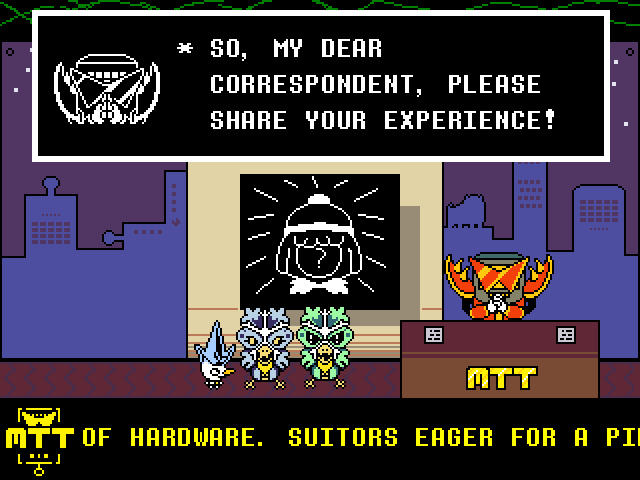 * SO, MY DEAR
CORRESPONDENT, PLEASE
SHARE YOUR EXPERIENCE!
?
MTT
MTT OF HARDWARE. SUITORS EAGER FOR A